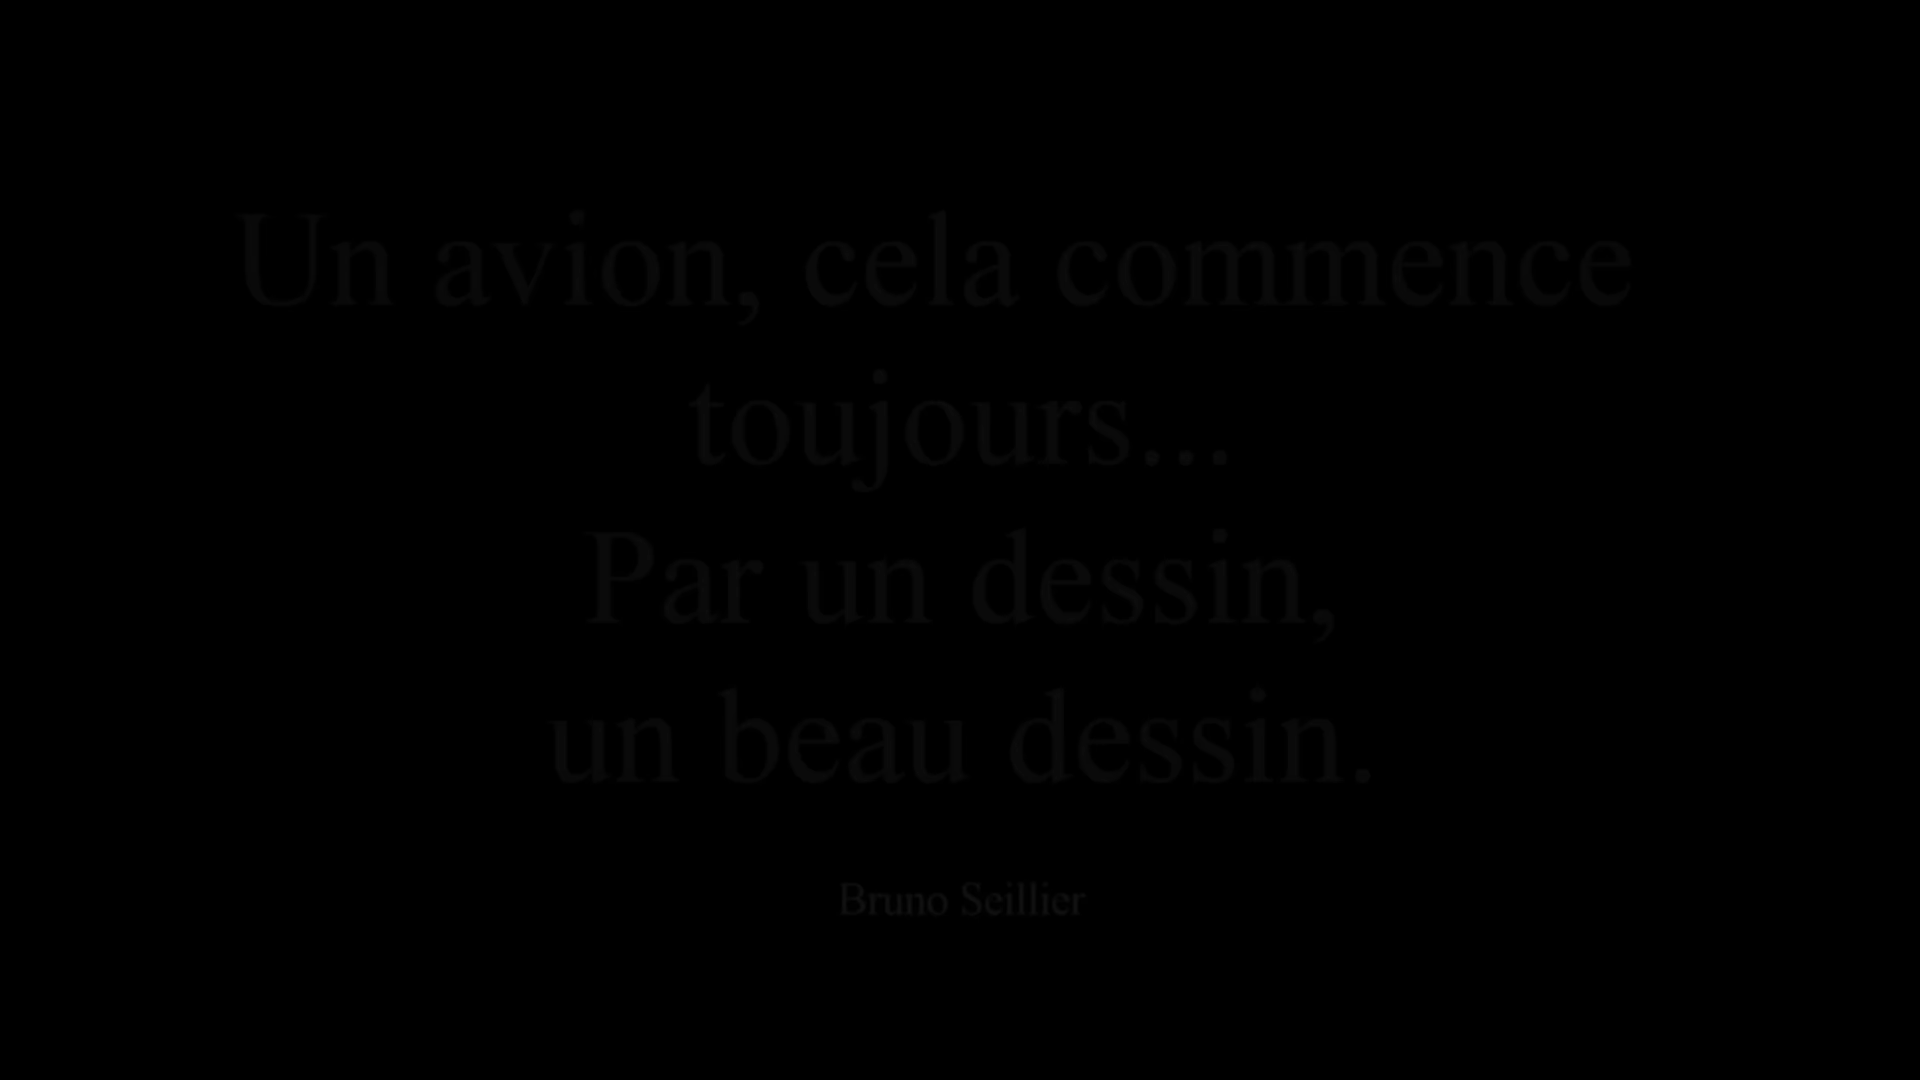 Un avion, cela commence
toujours...
Par un dessin,
un beau dessin.
Bruno Seillier